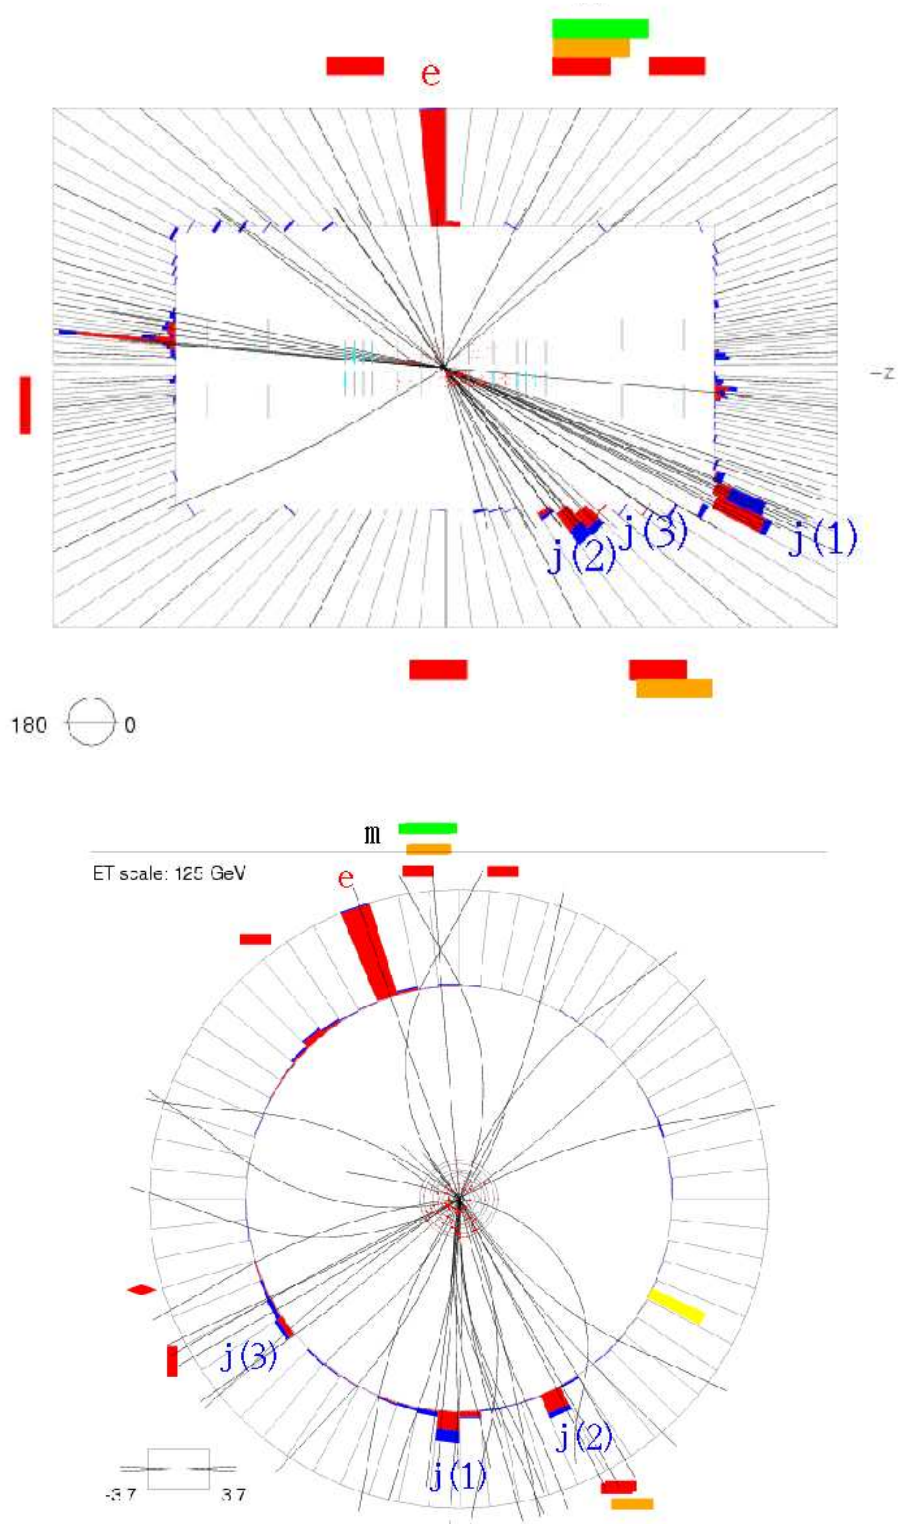 e
–z
j(3)
j(2)
j(1)
180
0
m
ET scale: 125 GeV
e
j(3)
j(2)
j(1)
-3.7
3.7